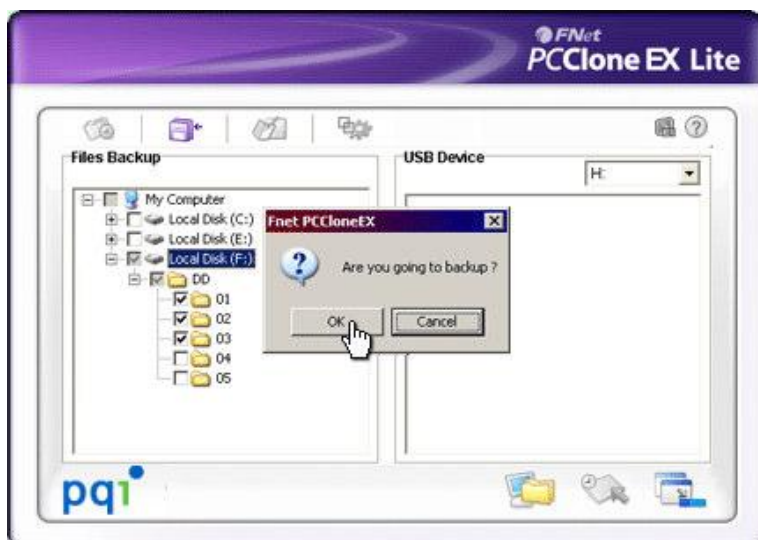 FNet
PCClone EX Lite
Files Backup
USB Device
H:
My Computer
Local Disk (C:)
Local Disk (E:)
Local Disk (F:)
DD
01
02
03
04
05
Fnet PCCloneEX
Are you going to backup ?
OK
Cancel
pqi